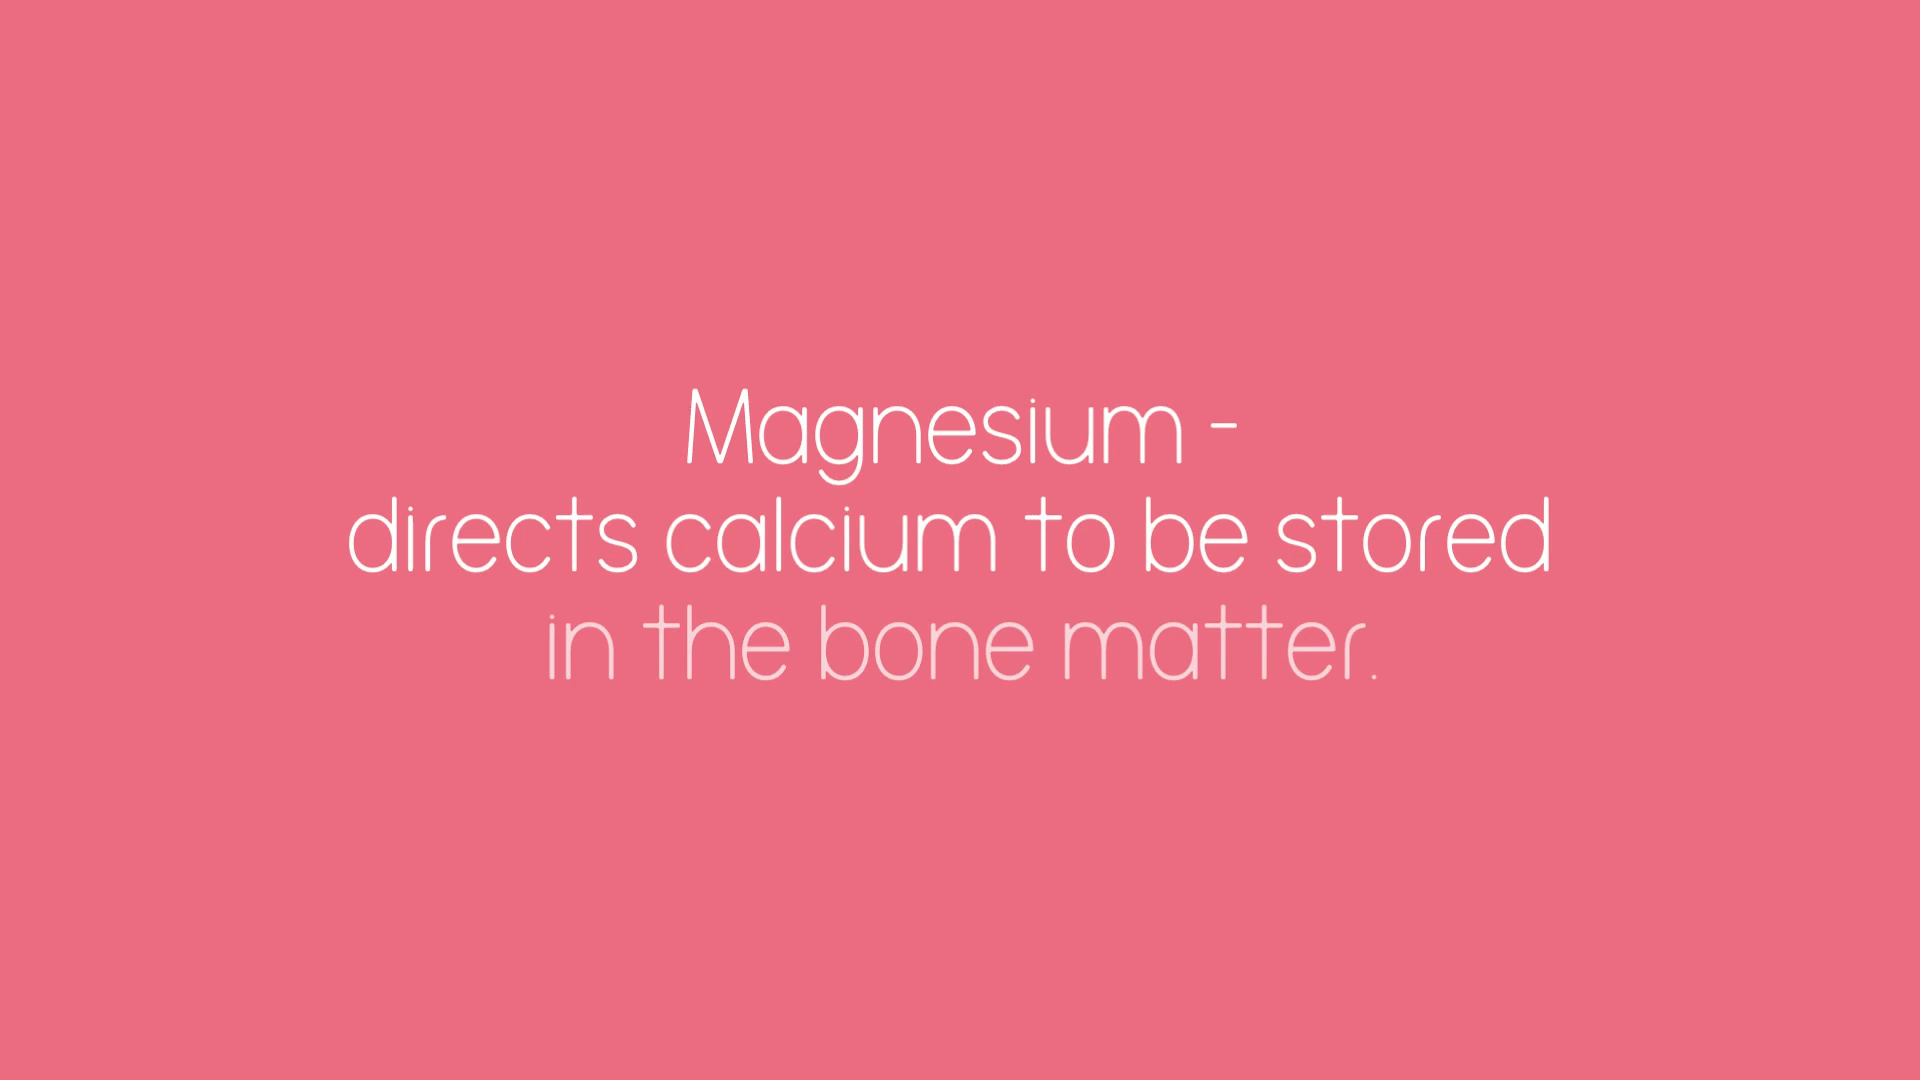 Magnesium -
directs calcium to be stored
in the bone matter.